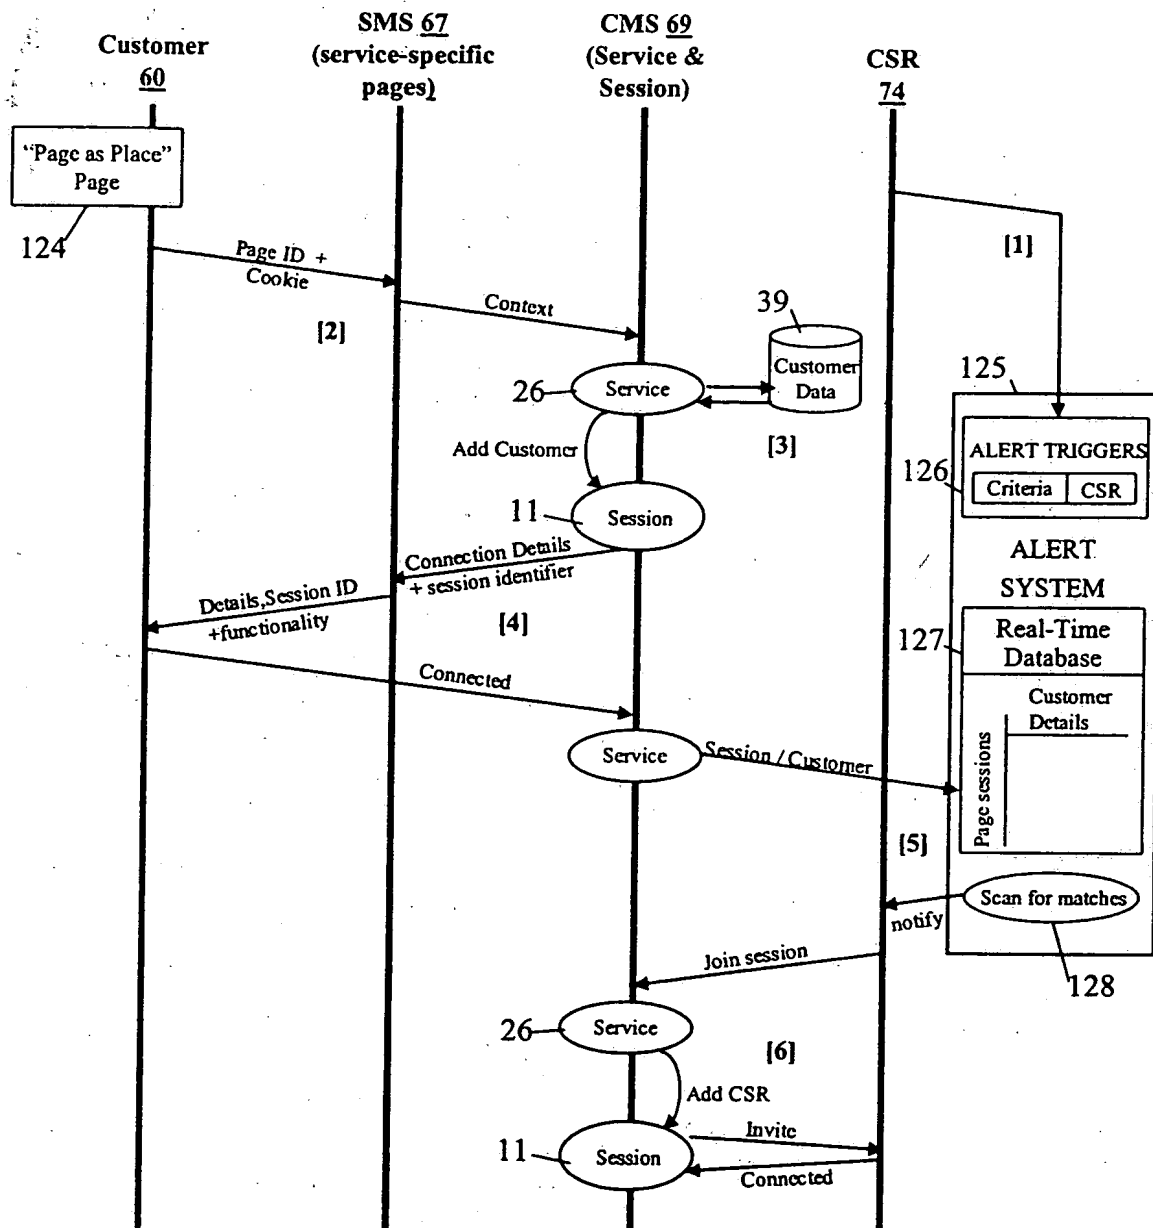 Customer
60
SMS 67
(service-specific
pages)
CMS 69
(Service &
Session)
CSR
74
“Page as Place”
Page
124
[1]
Page ID +
Cookie
Context
[2]
39
Customer
Data
26
Service
[3]
Add Customer
11
Session
125
ALERT TRIGGERS
126
Criteria
CSR
ALERT
SYSTEM
Connection Details
+ session identifier
Details,Session ID
+functionality
[4]
127
Real-Time
Database
Customer
Details
Page sessions
Connected
Service
Session / Customer
[5]
Scan for matches
notify
128
Join session
26
Service
[6]
Add CSR
11
Session
Invite
Connected